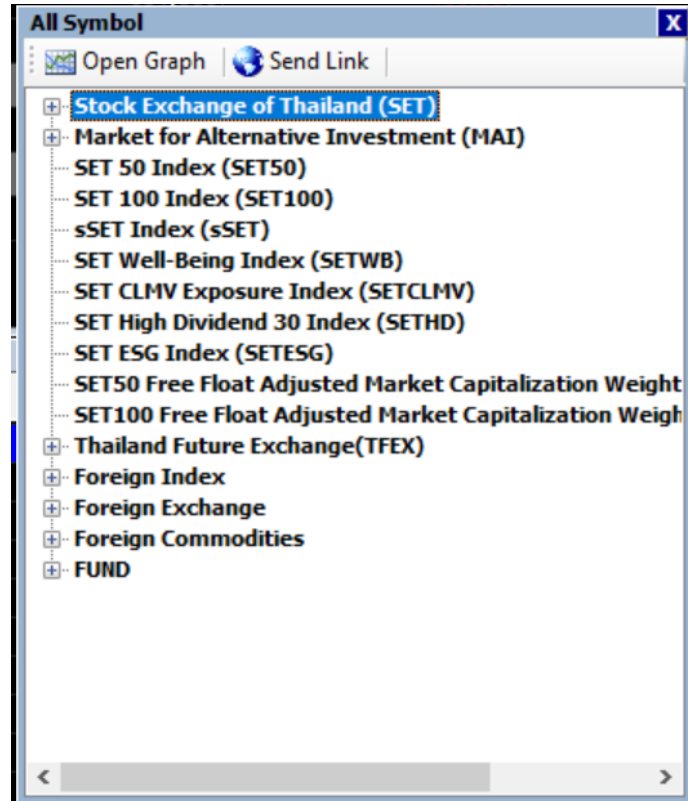 All Symbol
Open Graph Send Link
Stock Exchange of Thailand (SET)
Market for Alternative Investment (MAI)
SET 50 Index (SET50)
SET 100 Index (SET100)
sSET Index (sSET)
SET Well-Being Index (SETWB)
SET CLMV Exposure Index (SETCLMV)
SET High Dividend 30 Index (SETHD)
SET ESG Index (SETESG)
SET50 Free Float Adjusted Market Capitalization Weight
SET100 Free Float Adjusted Market Capitalization Weigh
Thailand Future Exchange(TFEX)
Foreign Index
Foreign Exchange
Foreign Commodities
FUND